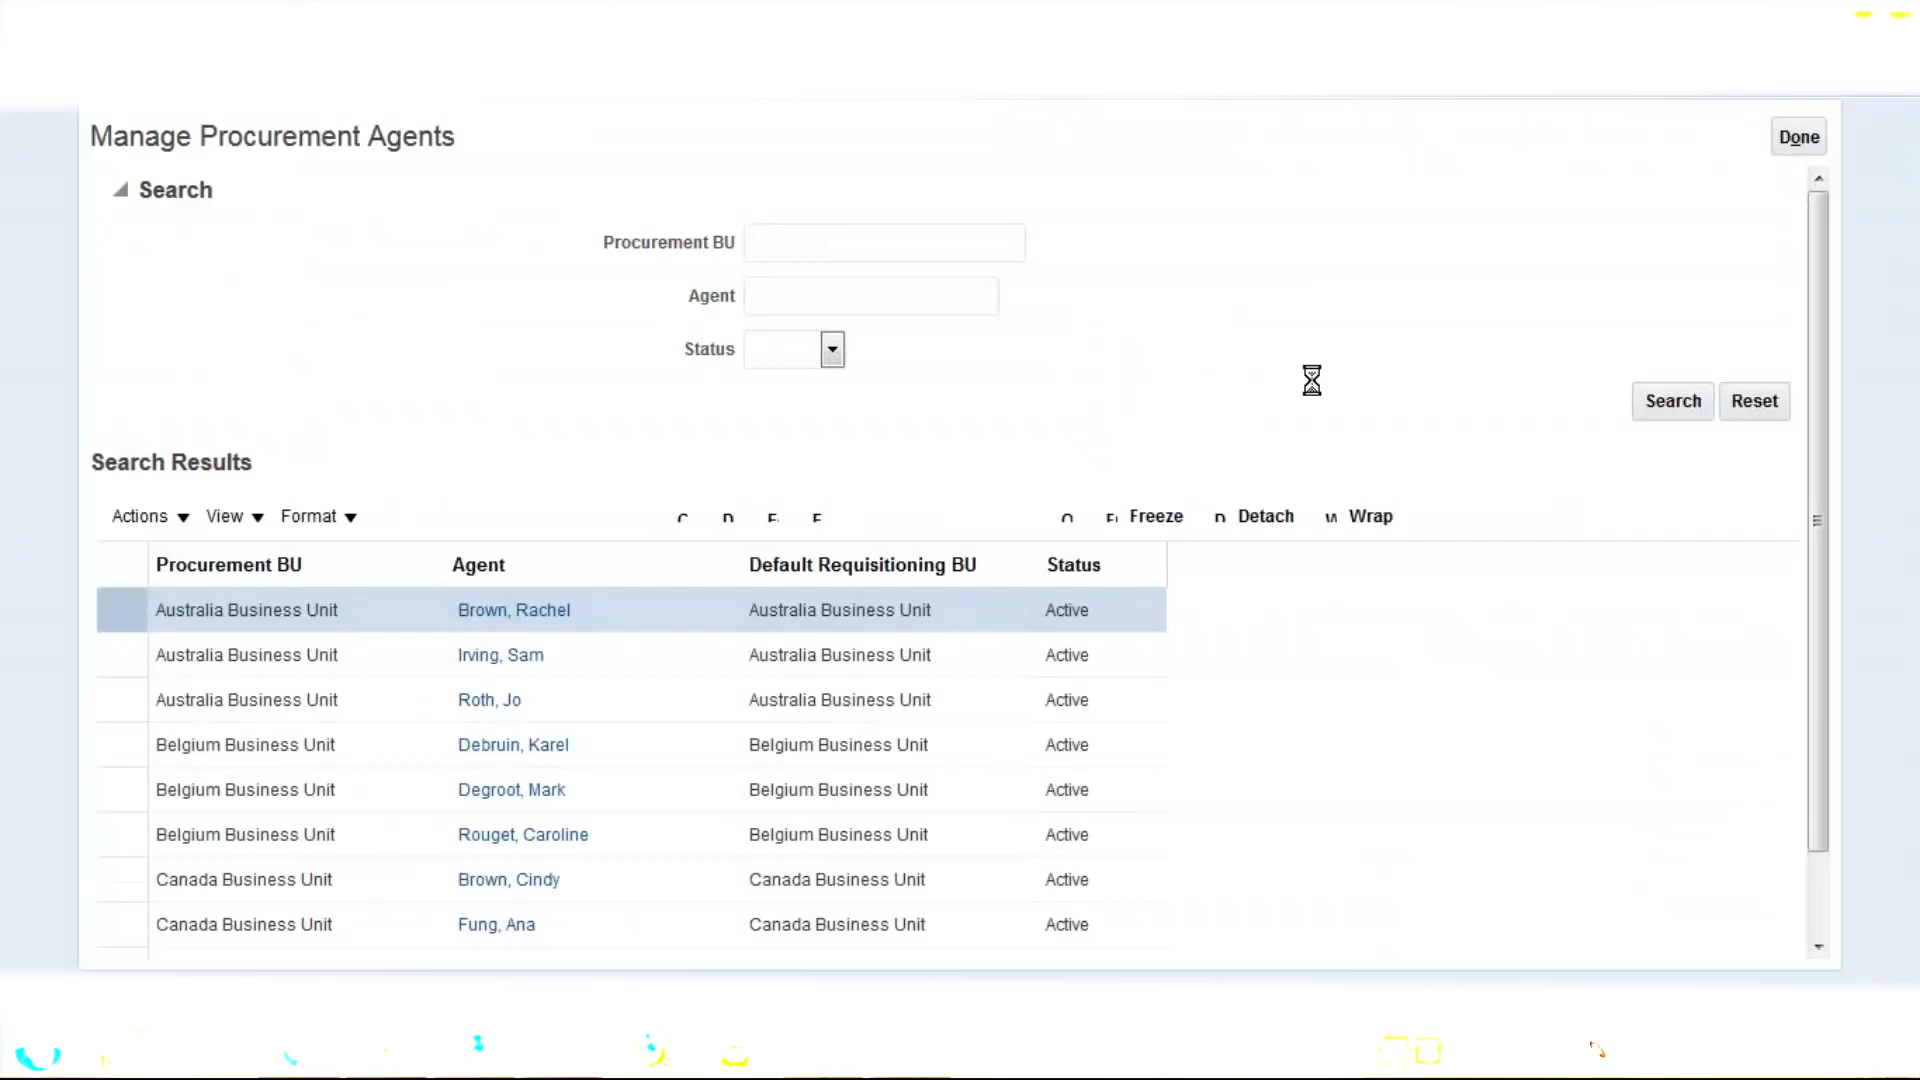 Manage Procurement Agents
Done
Search
Procurement BU
Agent
Status
Search Reset
Search Results
Actions View Format Freeze Detach Wrap
Procurement BU Agent Default Requisitioning BU Status
Australia Business Unit Brown, Rachel Australia Business Unit Active
Australia Business Unit Irving, Sam Australia Business Unit Active
Australia Business Unit Roth, Jo Australia Business Unit Active
Belgium Business Unit Debruin, Karel Belgium Business Unit Active
Belgium Business Unit Degroot, Mark Belgium Business Unit Active
Belgium Business Unit Rouget, Caroline Belgium Business Unit Active
Canada Business Unit Brown, Cindy Canada Business Unit Active
Canada Business Unit Fung, Ana Canada Business Unit Active